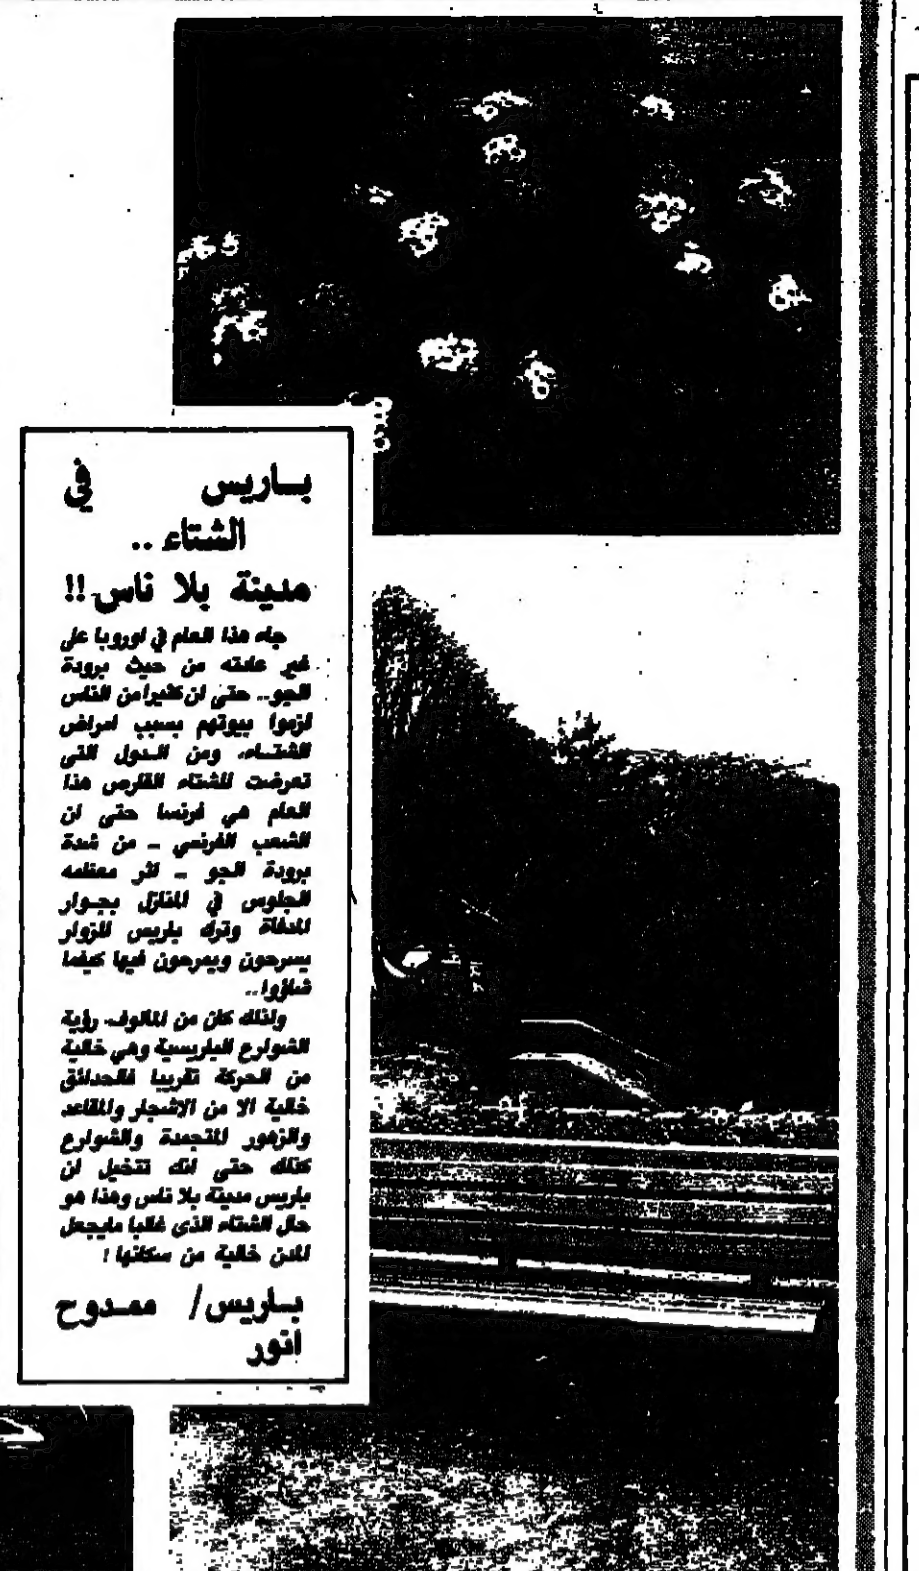 باريس في
الشتاء ..
مدينة بلا ناس !!
جاء هذا العام في اوروبا على
غير عادته من حيث برودة
الجو.. حتى ان كثيرا من الناس
لزموا بيوتهم بسبب امراض
الشتاء. ومن الدول التى
تعرضت للشتاء القارص هذا
العام هي فرنسا حتى ان
الشعب الفرنسي - من شدة
برودة الجو - اثر معظمه
الجلوس في المنازل بجوار
المدفأة وترك باريس للزوار
يسرحون ويمرحون فيها كيفما
شاؤوا..
ولذلك كان من المالوف رؤية
الشوارع الباريسية وهي خالية
من الحركة تقريبا فالحدائق
خالية الا من الاشجار والمقاعد
والزهور المتجمدة والشوارع
كذلك حتى انك تتخيل ان
باريس مدينة بلا ناس وهذا هو
حال الشتاء الذى غالبا مايجعل
المدن خالية من سكانها !
باريس/ ممدوح
انور